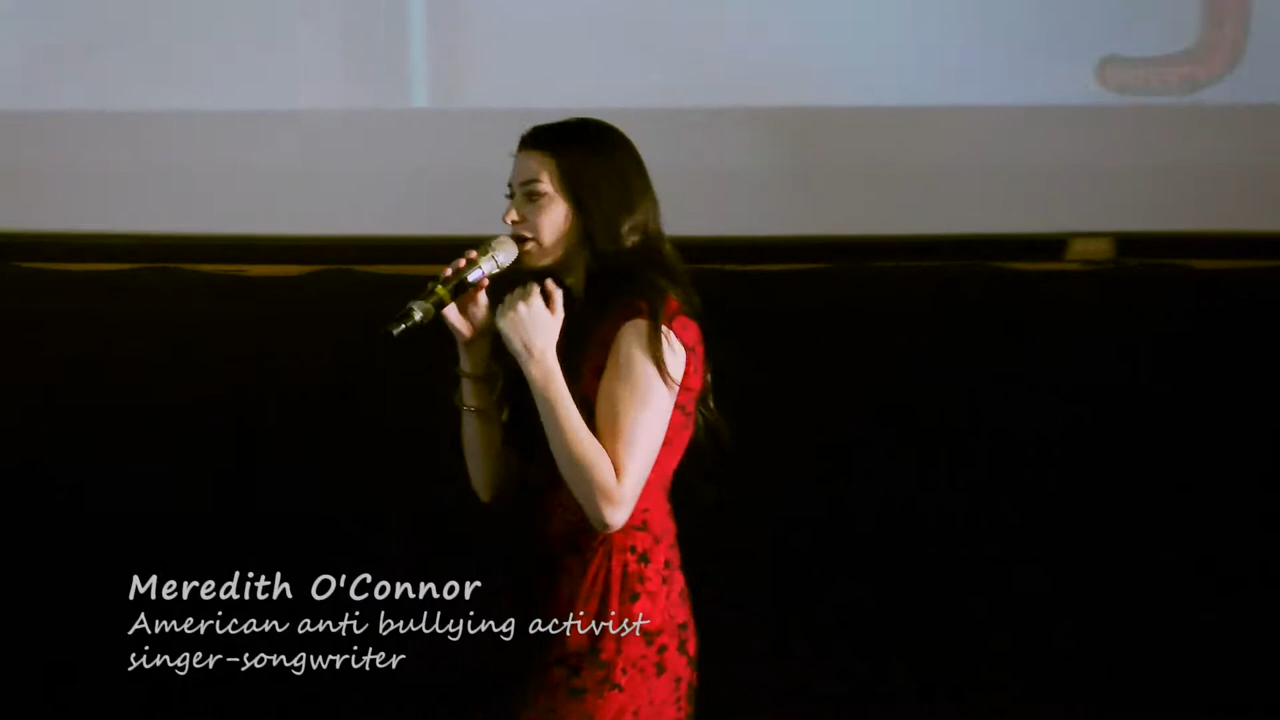 J
Meredith O'Connor
American anti bullying activist
singer-songwriter